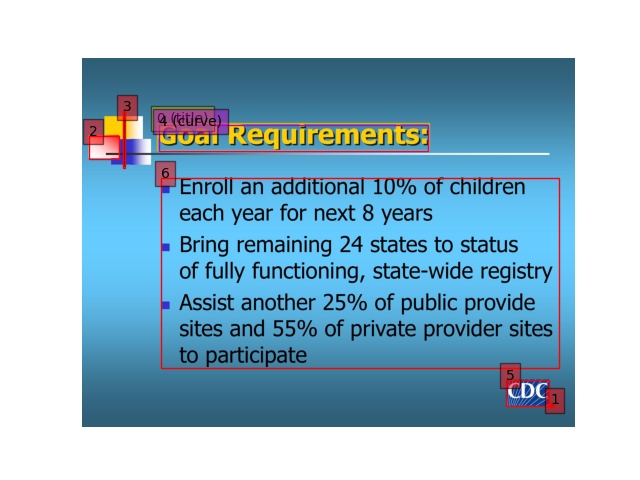 3
0 (title)
4 (curve)
2
Goal Requirements:
6
Enroll an additional 10% of children
each year for next 8 years
Bring remaining 24 states to status
of fully functioning, state-wide registry
Assist another 25% of public provide
sites and 55% of private provider sites
to participate
5
CDC
1